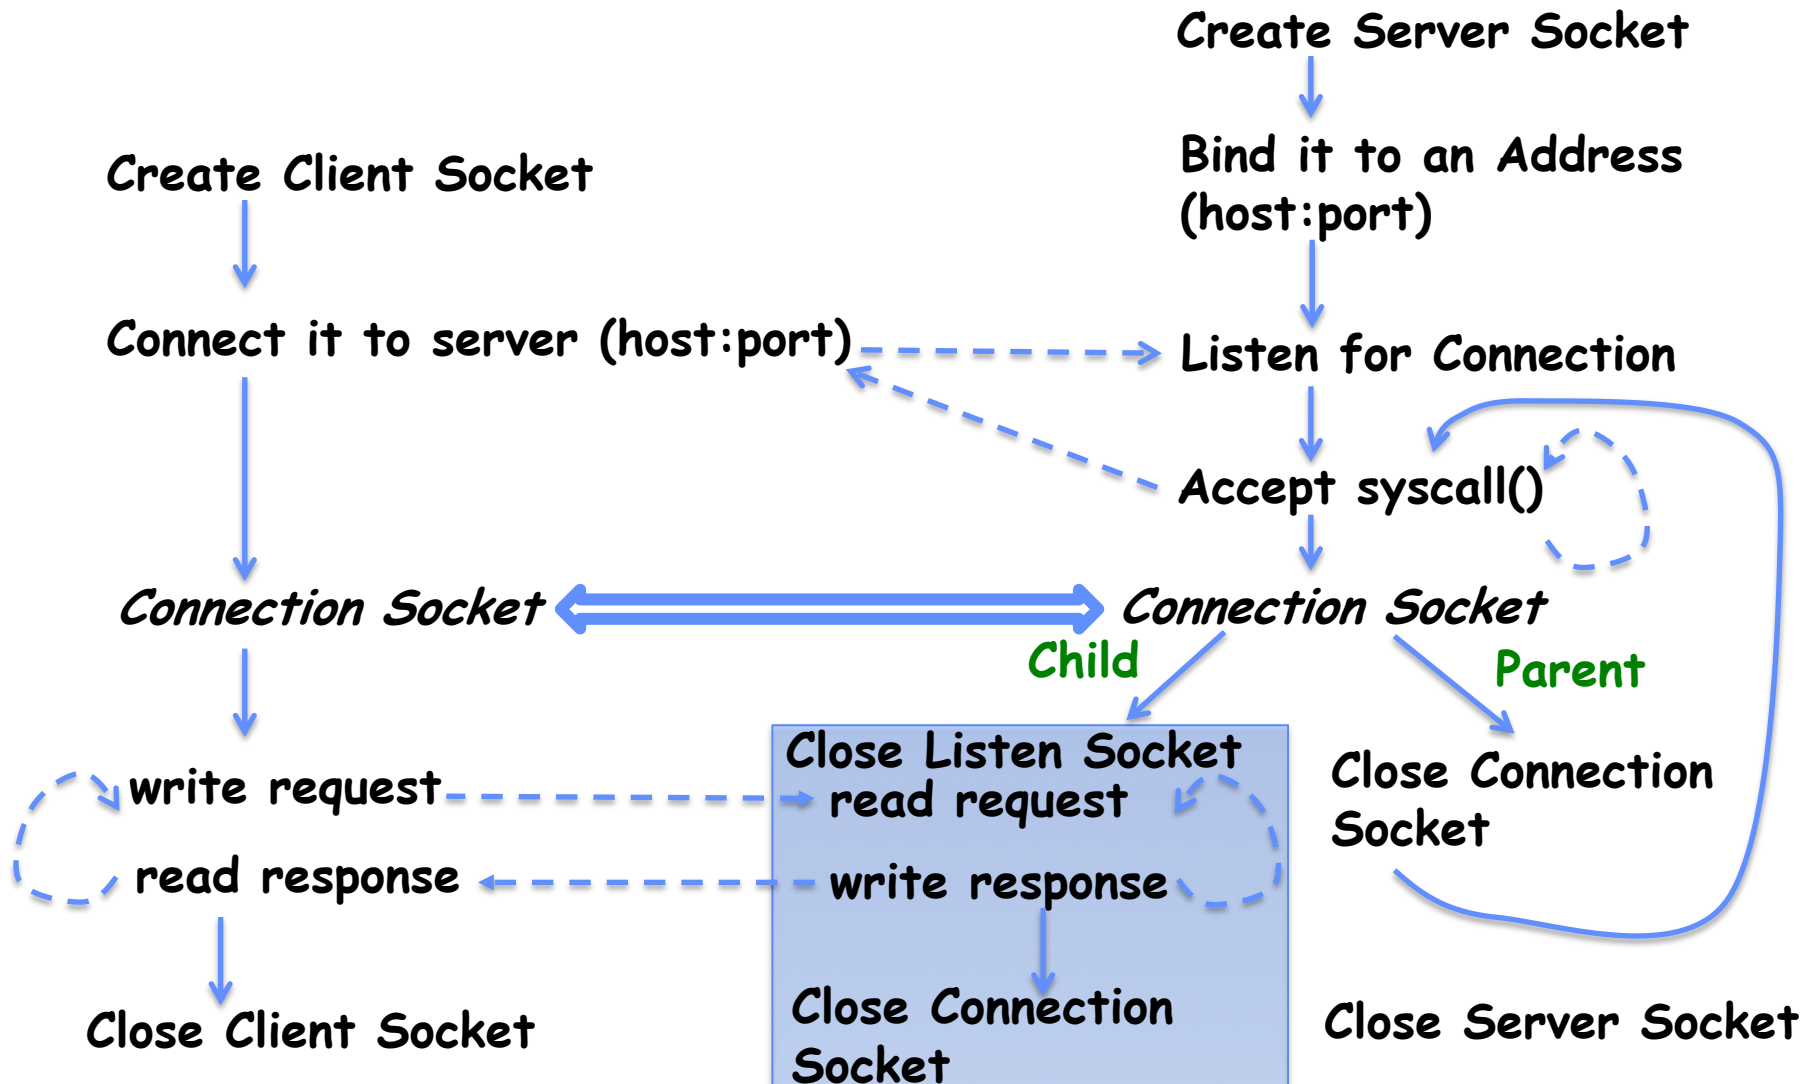 Create Server Socket
Bind it to an Address
(host:port)
Create Client Socket
Connect it to server (host:port)
Listen for Connection
Accept syscall()
Connection Socket
Connection Socket
Child
Parent
Close Listen Socket
write request
read request
Close Connection
Socket
read response
write response
Close Client Socket
Close Connection
Socket
Close Server Socket